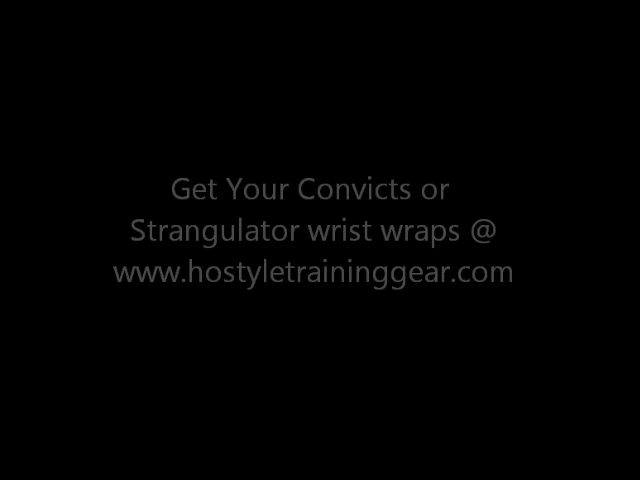 Get Your Convicts or
Strangulator wrist wraps @
www.hostyletraininggear.com